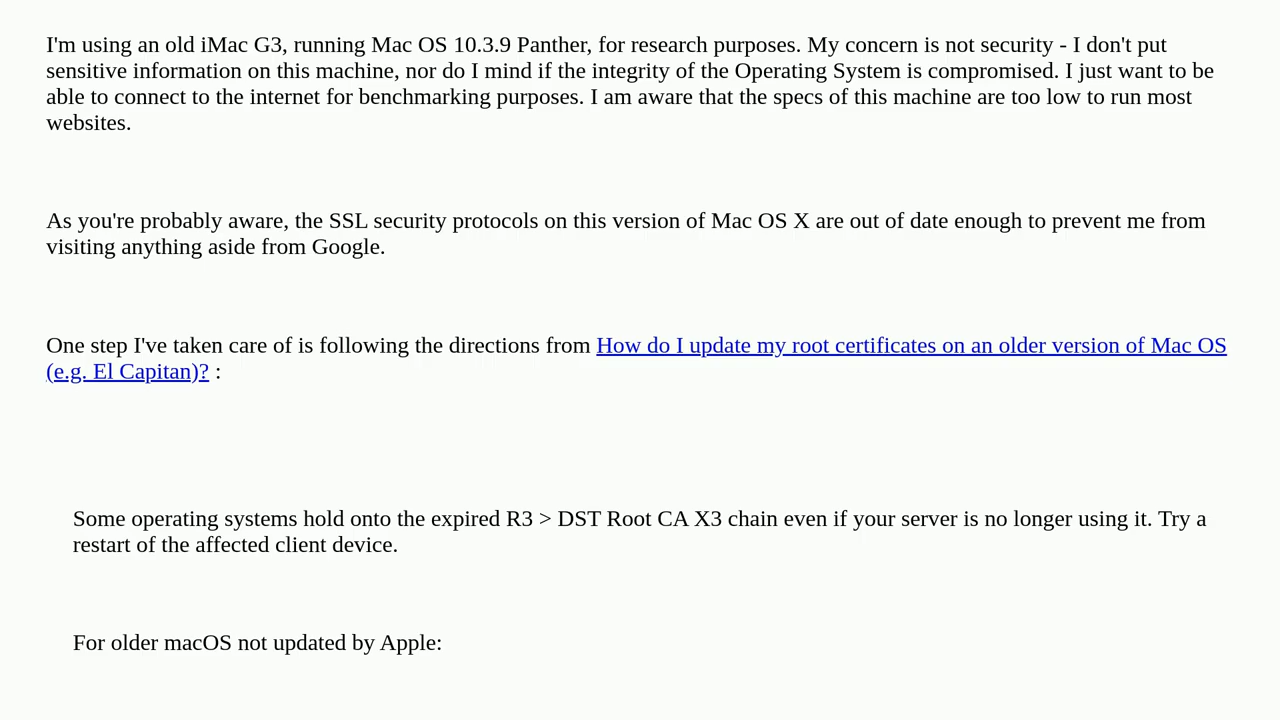 I'm using an old iMac G3, running Mac OS 10.3.9 Panther, for research purposes. My concern is not security - I don't put
sensitive information on this machine, nor do I mind if the integrity of the Operating System is compromised. I just want to be
able to connect to the internet for benchmarking purposes. I am aware that the specs of this machine are too low to run most
websites.
As you're probably aware, the SSL security protocols on this version of Mac OS X are out of date enough to prevent me from
visiting anything aside from Google.
One step I've taken care of is following the directions from How do I update my root certificates on an older version of Mac OS
(e.g. El Capitan)? :
Some operating systems hold onto the expired R3 > DST Root CA X3 chain even if your server is no longer using it. Try a
restart of the affected client device.
For older macOS not updated by Apple: